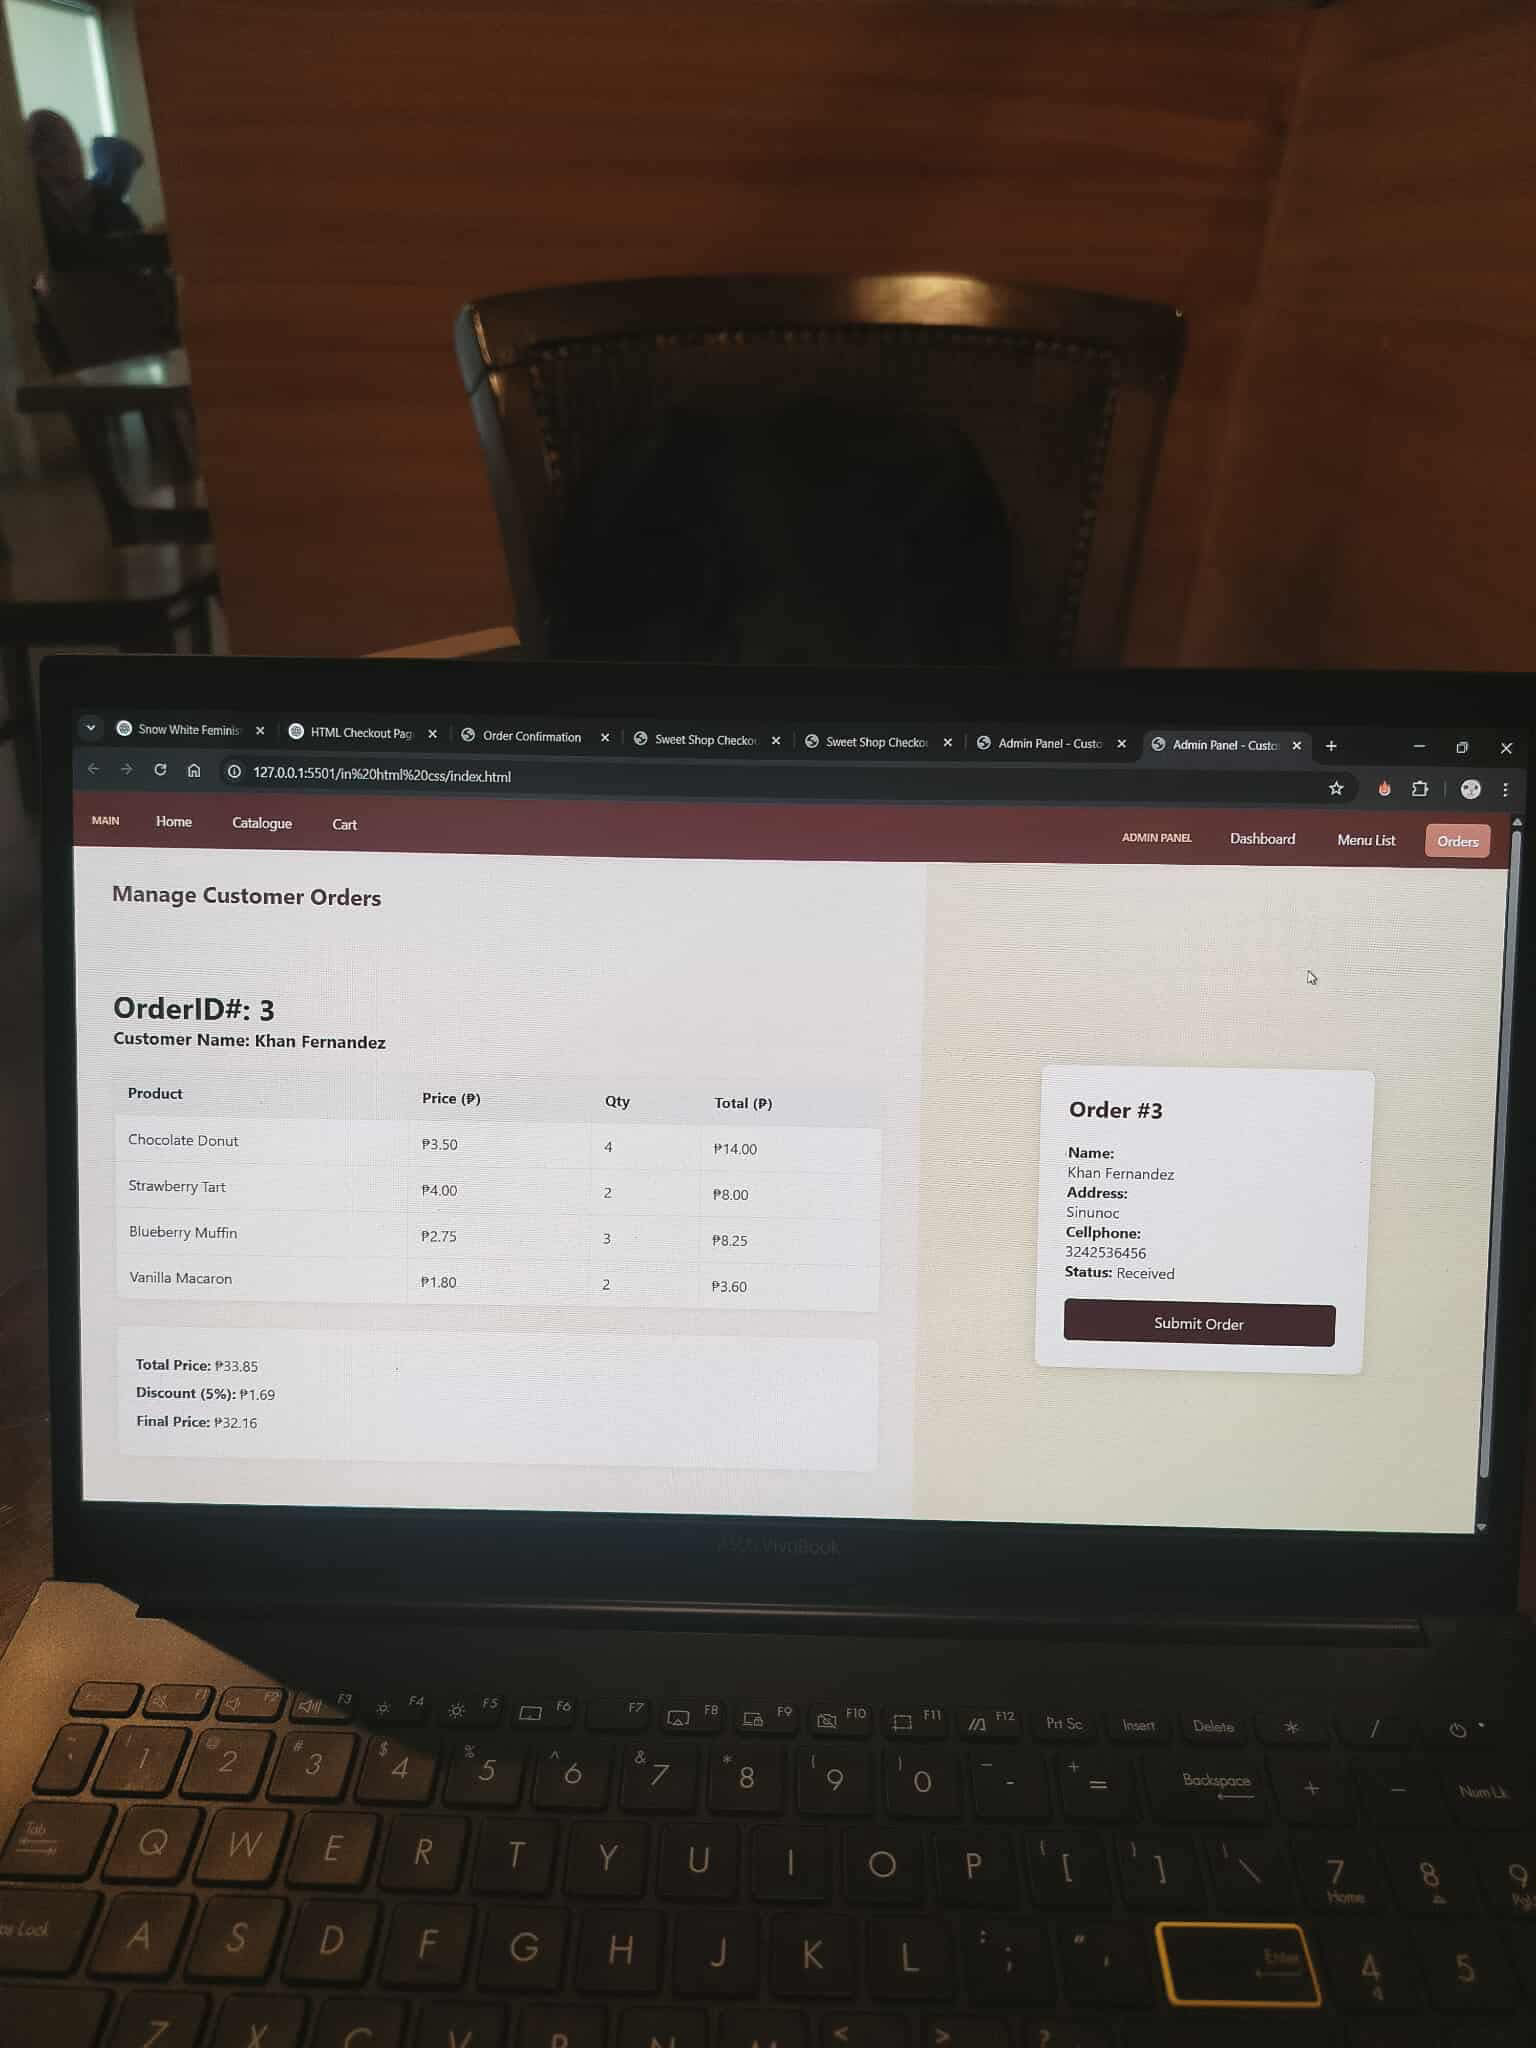 Snow White Feminis
HTML Checkout Pag
Order Confirmation
Sweet Shop Checko
Sweet Shop Checko
Admin Panel - Custo
Admin Panel - Custo
127.0.0.1:5501/in%20html%20css/index.html
MAIN Home Catalogue Cart
ADMIN PANEL Dashboard Menu List Orders
Manage Customer Orders
OrderID#: 3
Customer Name: Khan Fernandez
Product Price (₱) Qty Total (₱)
Chocolate Donut ₱3.50 4 ₱14.00
Strawberry Tart ₱4.00 2 ₱8.00
Blueberry Muffin ₱2.75 3 ₱8.25
Vanilla Macaron ₱1.80 2 ₱3.60
Total Price: ₱33.85
Discount (5%): ₱1.69
Final Price: ₱32.16
Order #3
Name:
Khan Fernandez
Address:
Sinunoc
Cellphone:
3242536456
Status: Received
Submit Order
ASUS VivoBook
F1 F2 F3 F4 F5 F6 F7 F8 F9 F10 F11 F12 Prt Sc Insert Delete * /
~ ! @ # $ % ^ & * ( ) _ +
1 2 3 4 5 6 7 8 9 0 - = Backspace + - Num Lk
Tab Q W E R T Y U I O P { [ } ] | \ 7 Home 8 9
Lock A S D F G H J K L : ; " ' Enter 4 5
Z X C V B N M < > ?